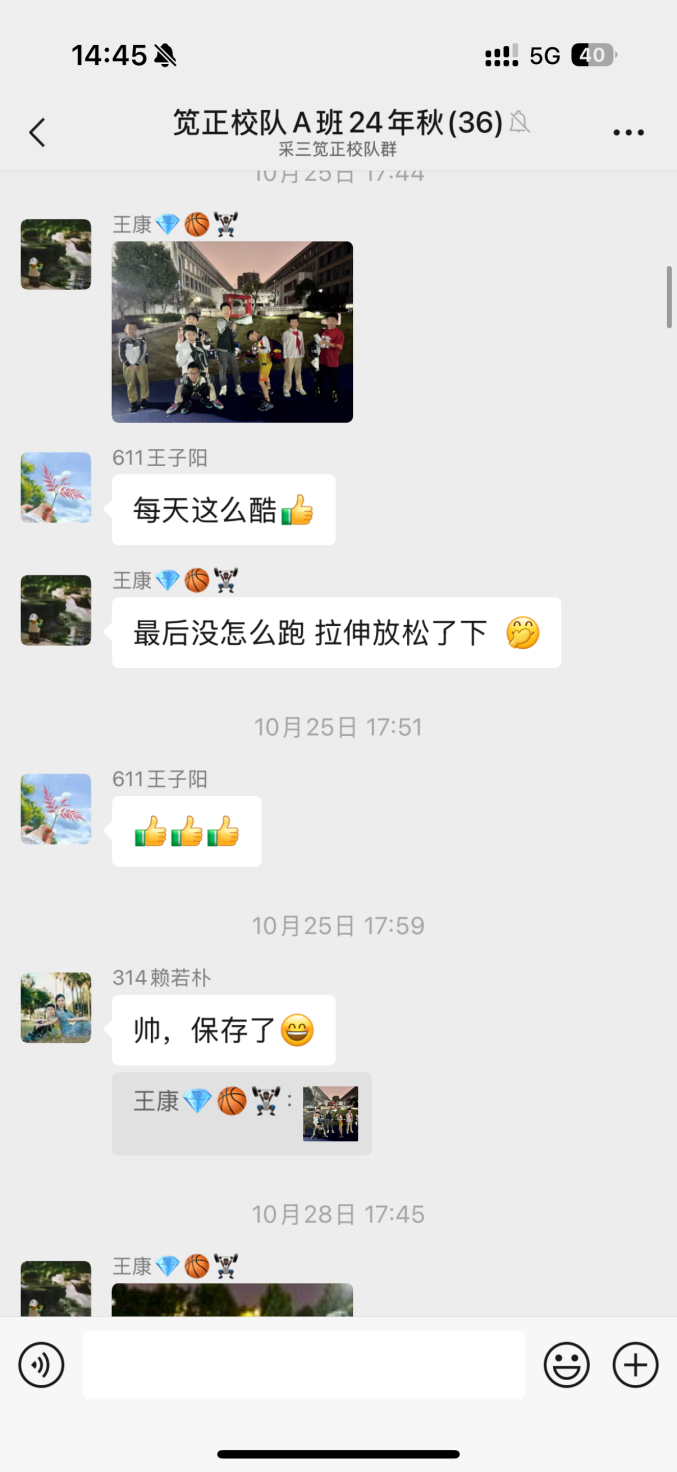 14:45
5G
40
笕正校队A班24年秋(36)
采三笕正校队群
10月25日 17:44
王康💎🏀🏋
611王子阳
每天这么酷👍
王康💎🏀🏋
最后没怎么跑 拉伸放松了下 🤭
10月25日 17:51
611王子阳
👍👍👍
10月25日 17:59
314赖若朴
帅，保存了😄
王康💎🏀🏋：
10月28日 17:45
王康💎🏀🏋